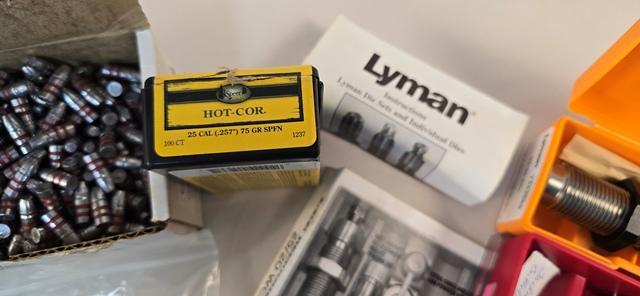 Speer
HOT-COR®
25 CAL (.257") 75 GR SPFN
100 CT
1237
Lyman®
Instructions
Lyman Die Sets and Individual Dies